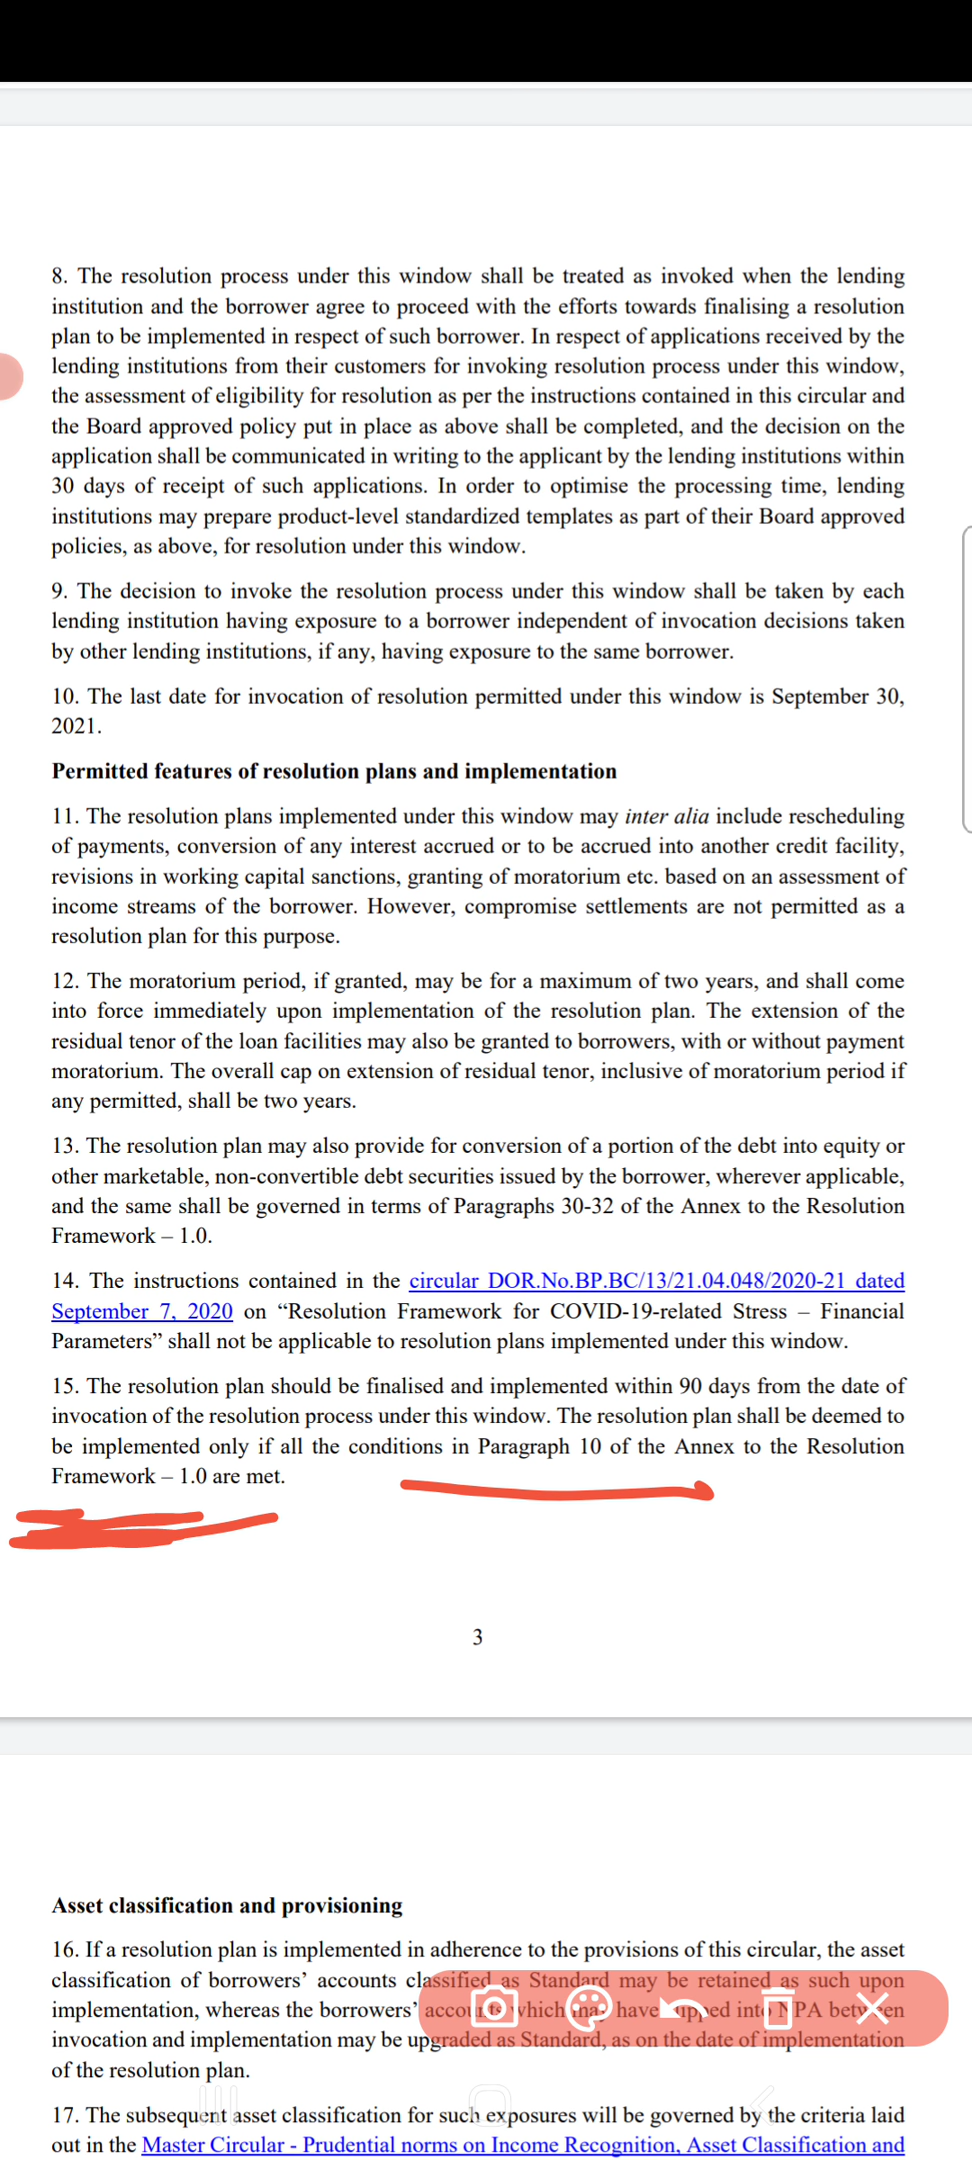 8. The resolution process under this window shall be treated as invoked when the lending
institution and the borrower agree to proceed with the efforts towards finalising a resolution
plan to be implemented in respect of such borrower. In respect of applications received by the
lending institutions from their customers for invoking resolution process under this window,
the assessment of eligibility for resolution as per the instructions contained in this circular and
the Board approved policy put in place as above shall be completed, and the decision on the
application shall be communicated in writing to the applicant by the lending institutions within
30 days of receipt of such applications. In order to optimise the processing time, lending
institutions may prepare product-level standardized templates as part of their Board approved
policies, as above, for resolution under this window.
9. The decision to invoke the resolution process under this window shall be taken by each
lending institution having exposure to a borrower independent of invocation decisions taken
by other lending institutions, if any, having exposure to the same borrower.
10. The last date for invocation of resolution permitted under this window is September 30,
2021.
Permitted features of resolution plans and implementation
11. The resolution plans implemented under this window may inter alia include rescheduling
of payments, conversion of any interest accrued or to be accrued into another credit facility,
revisions in working capital sanctions, granting of moratorium etc. based on an assessment of
income streams of the borrower. However, compromise settlements are not permitted as a
resolution plan for this purpose.
12. The moratorium period, if granted, may be for a maximum of two years, and shall come
into force immediately upon implementation of the resolution plan. The extension of the
residual tenor of the loan facilities may also be granted to borrowers, with or without payment
moratorium. The overall cap on extension of residual tenor, inclusive of moratorium period if
any permitted, shall be two years.
13. The resolution plan may also provide for conversion of a portion of the debt into equity or
other marketable, non-convertible debt securities issued by the borrower, wherever applicable,
and the same shall be governed in terms of Paragraphs 30-32 of the Annex to the Resolution
Framework – 1.0.
14. The instructions contained in the circular DOR.No.BP.BC/13/21.04.048/2020-21 dated
September 7, 2020 on “Resolution Framework for COVID-19-related Stress – Financial
Parameters” shall not be applicable to resolution plans implemented under this window.
15. The resolution plan should be finalised and implemented within 90 days from the date of
invocation of the resolution process under this window. The resolution plan shall be deemed to
be implemented only if all the conditions in Paragraph 10 of the Annex to the Resolution
Framework – 1.0 are met.
3
Asset classification and provisioning
16. If a resolution plan is implemented in adherence to the provisions of this circular, the asset
classification of borrowers’ accounts classified as Standard may be retained as such upon
implementation, whereas the borrowers’ accounts which may have slipped into NPA between
invocation and implementation may be upgraded as Standard, as on the date of implementation
of the resolution plan.
17. The subsequent asset classification for such exposures will be governed by the criteria laid
out in the Master Circular - Prudential norms on Income Recognition, Asset Classification and